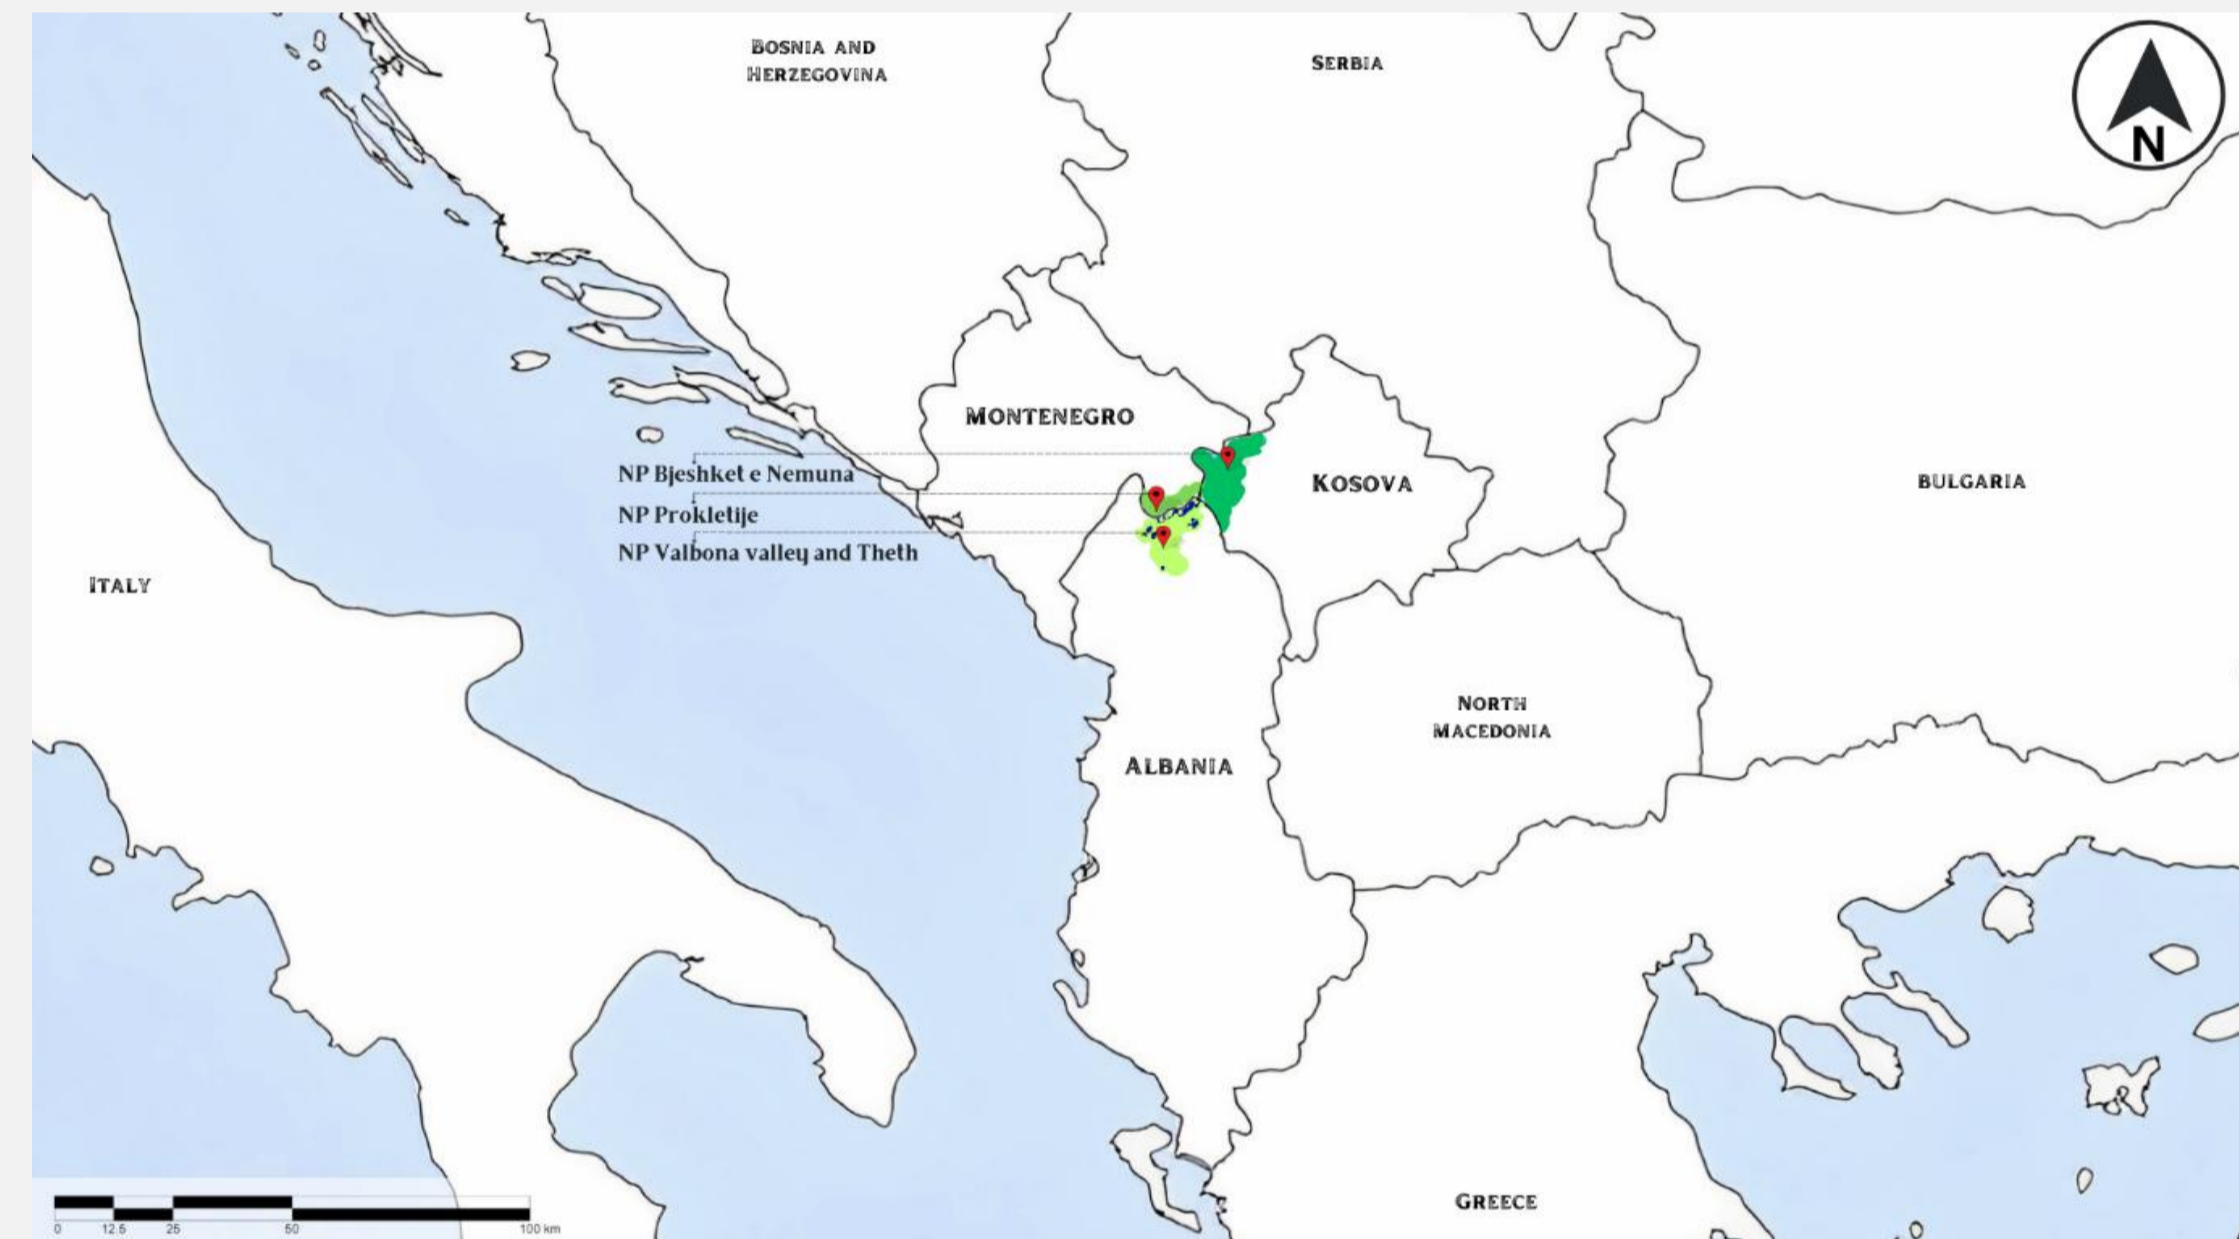 BOSNIA AND
HERZEGOVINA
SERBIA
N
MONTENEGRO
NP Bjeshket e Nemuna
KOSOVA
BULGARIA
NP Prokletije
NP Valbona valley and Theth
ITALY
NORTH
MACEDONIA
ALBANIA
GREECE
0 12.5 25 50 100 km